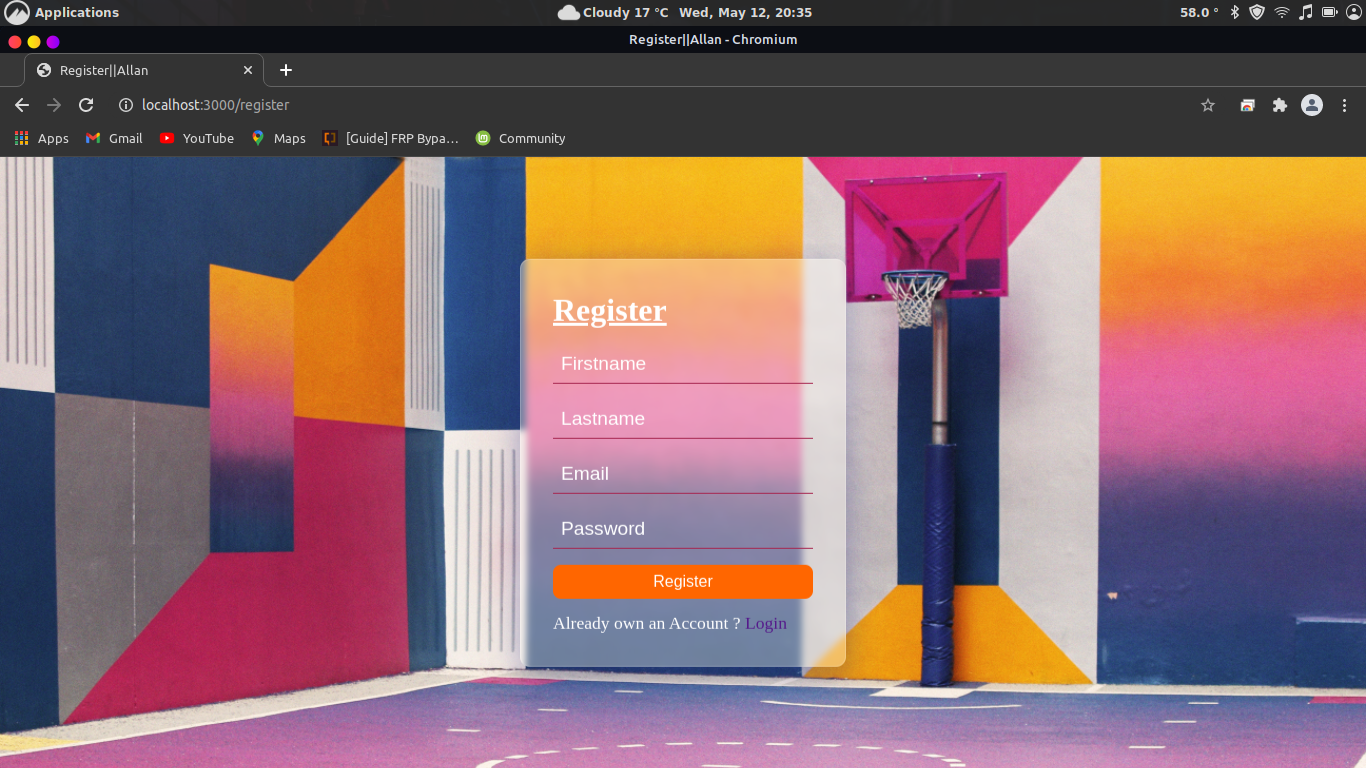 Applications
Cloudy 17 °C Wed, May 12, 20:35
58.0 °
Register||Allan - Chromium
Register||Allan
localhost:3000/register
Apps
Gmail
YouTube
Maps
[Guide] FRP Bypa...
Community
Register
Firstname
Lastname
Email
Password
Register
Already own an Account ? Login